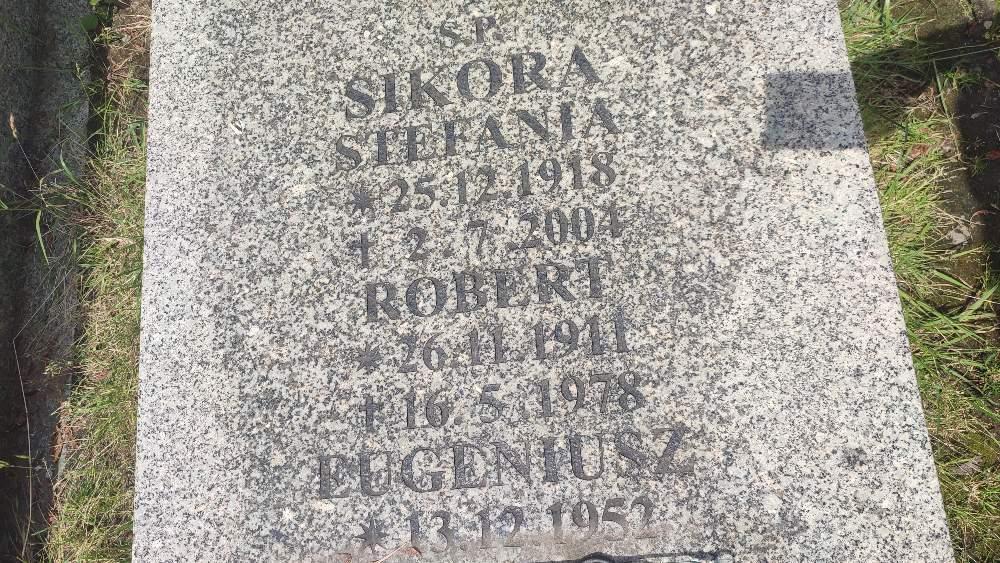 S.P.
SIKORA
STEFANIA
* 25.12.1918
† 2. 7.2004
ROBERT
* 26.11.1911
† 16. 5.1978
EUGENIUSZ
* 13.12.1952